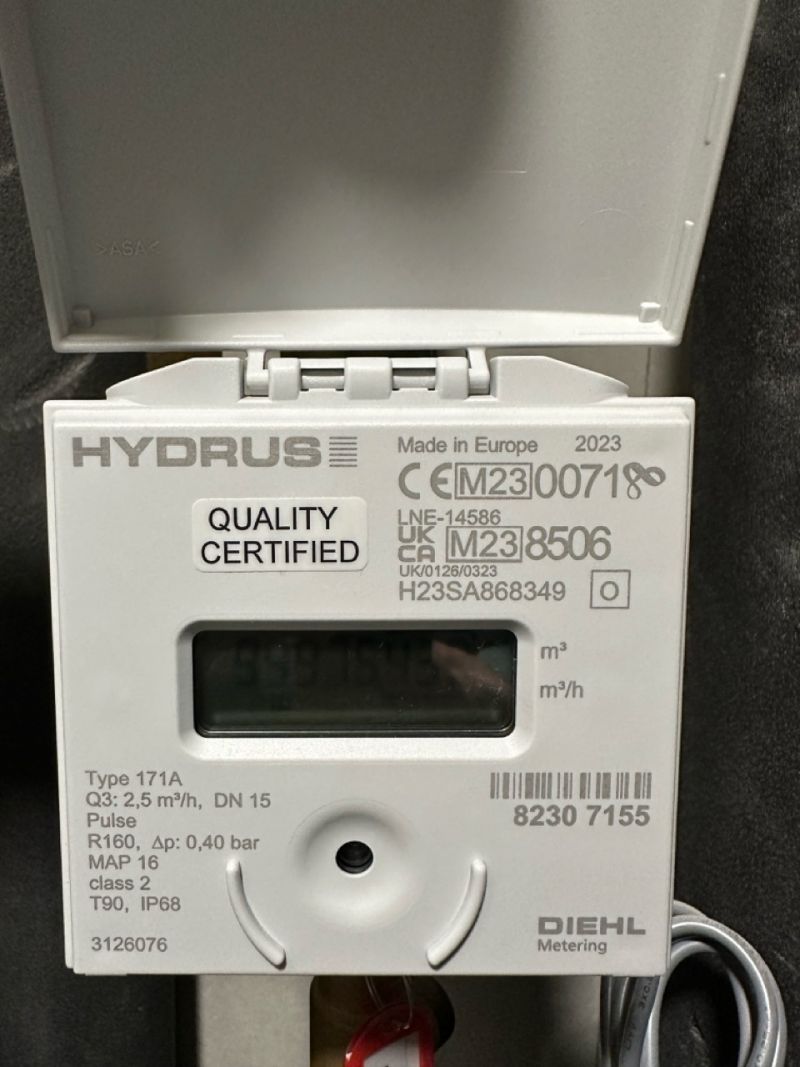 >ASA<
HYDRUS
Made in Europe 2023
CE M23 0071
QUALITY
CERTIFIED
LNE-14586
UK
CA M23 8506
UK/0126/0323
H23SA868349 O
m³
m³/h
Type 171A
Q3: 2,5 m³/h, DN 15
Pulse
R160, Δp: 0,40 bar
MAP 16
class 2
T90, IP68
3126076
8230 7155
DIEHL
Metering